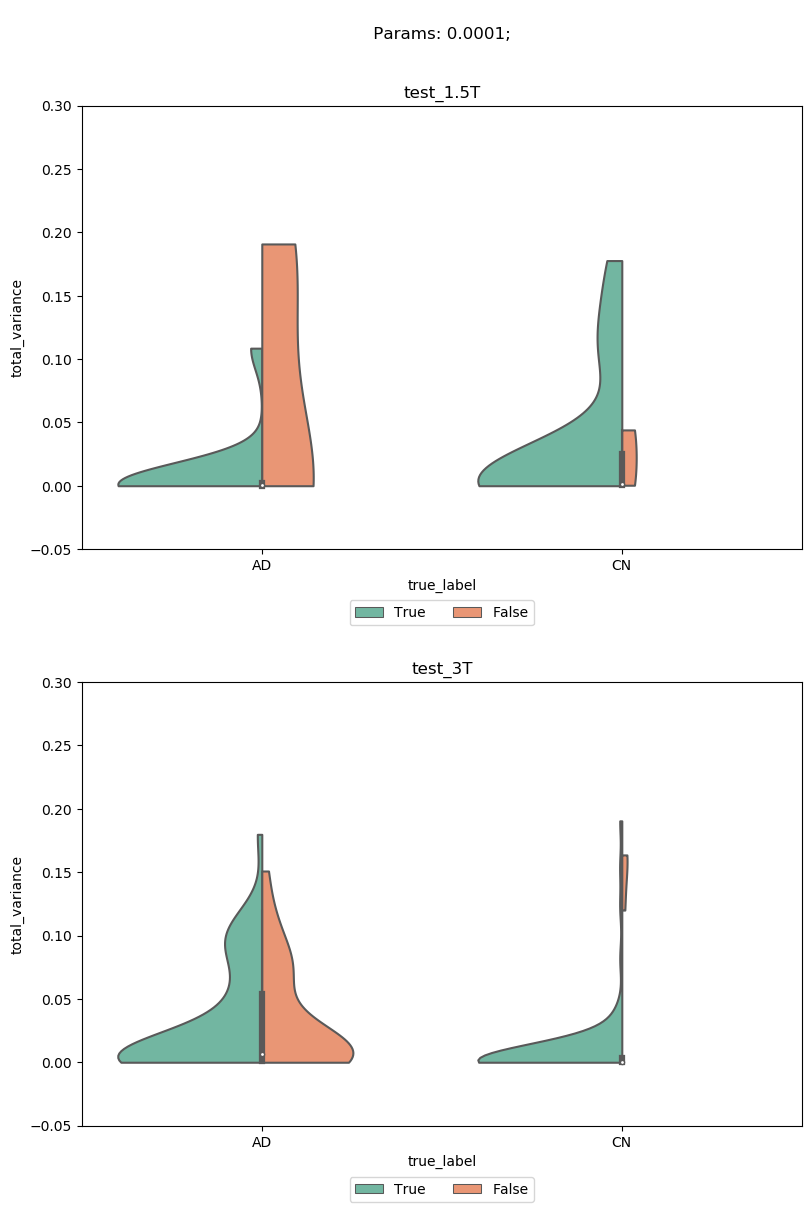 Params: 0.0001;
test_1.5T
0.30
0.25
0.20
0.15
0.10
0.05
0.00
−0.05
total_variance
AD CN
true_label
True False
test_3T
0.30
0.25
0.20
0.15
0.10
0.05
0.00
−0.05
total_variance
AD CN
true_label
True False